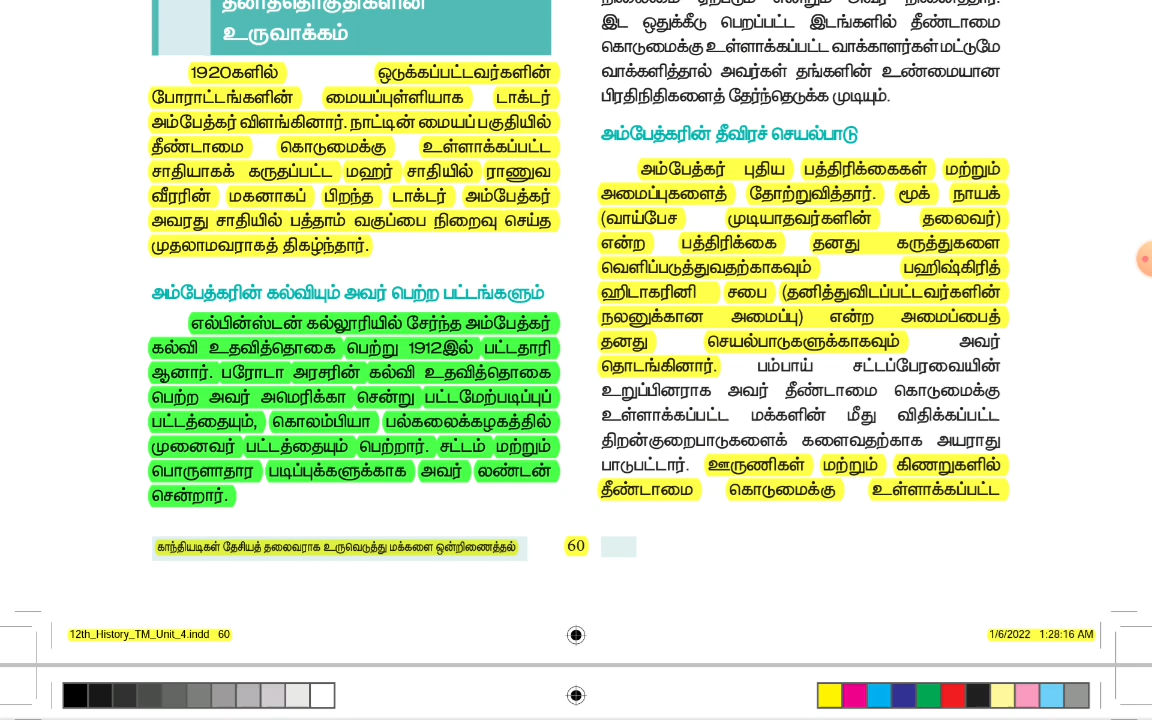 தனித்தொகுதிகளின்
உருவாக்கம்
1920களில் ஒடுக்கப்பட்டவர்களின்
போராட்டங்களின் மையப்புள்ளியாக டாக்டர்
அம்பேத்கர் விளங்கினார். நாட்டின் மையப் பகுதியில்
தீண்டாமை கொடுமைக்கு உள்ளாக்கப்பட்ட
சாதியாகக் கருதப்பட்ட மஹர் சாதியில் ராணுவ
வீரரின் மகனாகப் பிறந்த டாக்டர் அம்பேத்கர்
அவரது சாதியில் பத்தாம் வகுப்பை நிறைவு செய்த
முதலாமவராகத் திகழ்ந்தார்.
அம்பேத்கரின் கல்வியும் அவர் பெற்ற பட்டங்களும்
எல்பின்ஸ்டன் கல்லூரியில் சேர்ந்த அம்பேத்கர்
கல்வி உதவித்தொகை பெற்று 1912இல் பட்டதாரி
ஆனார். பரோடா அரசரின் கல்வி உதவித்தொகை
பெற்ற அவர் அமெரிக்கா சென்று பட்டமேற்படிப்புப்
பட்டத்தையும், கொலம்பியா பல்கலைக்கழகத்தில்
முனைவர் பட்டத்தையும் பெற்றார். சட்டம் மற்றும்
பொருளாதார படிப்புக்களுக்காக அவர் லண்டன்
சென்றார்.
நிலைமை ஏற்படும் என்றும் அவர் நினைத்தார்.
இட ஒதுக்கீடு பெறப்பட்ட இடங்களில் தீண்டாமை
கொடுமைக்கு உள்ளாக்கப்பட்ட வாக்காளர்கள் மட்டுமே
வாக்களித்தால் அவர்கள் தங்களின் உண்மையான
பிரதிநிதிகளைத் தேர்ந்தெடுக்க முடியும்.
அம்பேத்கரின் தீவிரச் செயல்பாடு
அம்பேத்கர் புதிய பத்திரிக்கைகள் மற்றும்
அமைப்புகளைத் தோற்றுவித்தார். மூக் நாயக்
(வாய்பேச முடியாதவர்களின் தலைவர்)
என்ற பத்திரிக்கை தனது கருத்துகளை
வெளிப்படுத்துவதற்காகவும் பஹிஷ்கிரித்
ஹிடாகரினி சபை (தனித்துவிடப்பட்டவர்களின்
நலனுக்கான அமைப்பு) என்ற அமைப்பைத்
தனது செயல்பாடுகளுக்காகவும் அவர்
தொடங்கினார். பம்பாய் சட்டப்பேரவையின்
உறுப்பினராக அவர் தீண்டாமை கொடுமைக்கு
உள்ளாக்கப்பட்ட மக்களின் மீது விதிக்கப்பட்ட
திறன்குறைபாடுகளைக் களைவதற்காக அயராது
பாடுபட்டார். ஊருணிகள் மற்றும் கிணறுகளில்
தீண்டாமை கொடுமைக்கு உள்ளாக்கப்பட்ட
காந்தியடிகள் தேசியத் தலைவராக உருவெடுத்து மக்களை ஒன்றிணைத்தல்
60
12th_History_TM_Unit_4.indd 60
1/6/2022 1:28:16 AM